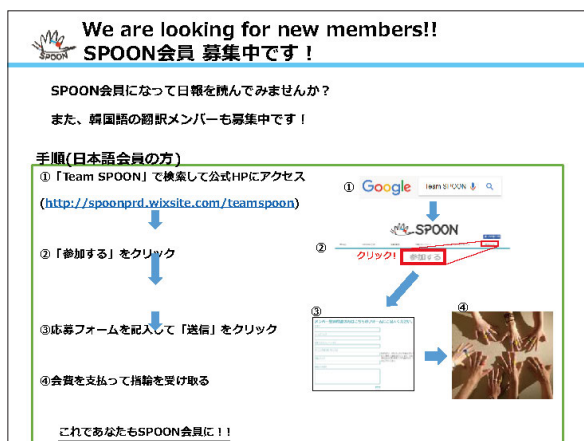 We are looking for new members!!
SPOON
SPOON会員 募集中です！
SPOON会員になって日報を読んでみませんか？
また、韓国語の翻訳メンバーも募集中です！
手順(日本語会員の方)
①「Team SPOON」で検索して公式HPにアクセス
(http://spoonprd.wixsite.com/teamspoon)
②「参加する」をクリック
③応募フォームを記入して「送信」をクリック
④会費を支払って指輪を受け取る
これであなたもSPOON会員に！！
①
Google
Team SPOON
SPOON
②
クリック！
参加する
③
④